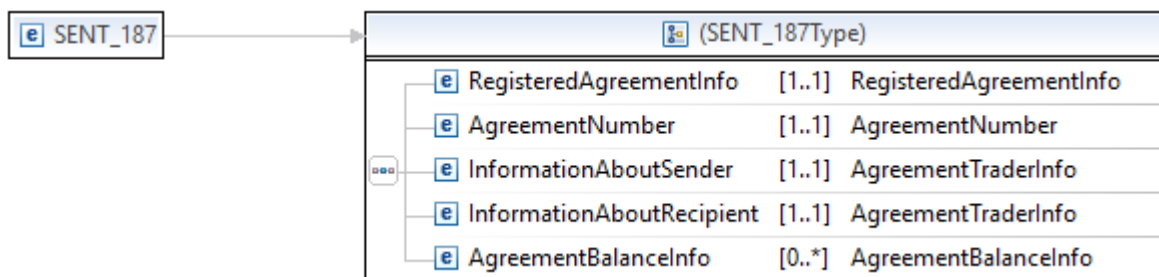 e SENT_187
(SENT_187Type)
e RegisteredAgreementInfo [1..1] RegisteredAgreementInfo
e AgreementNumber [1..1] AgreementNumber
e InformationAboutSender [1..1] AgreementTraderInfo
e InformationAboutRecipient [1..1] AgreementTraderInfo
e AgreementBalanceInfo [0..*] AgreementBalanceInfo